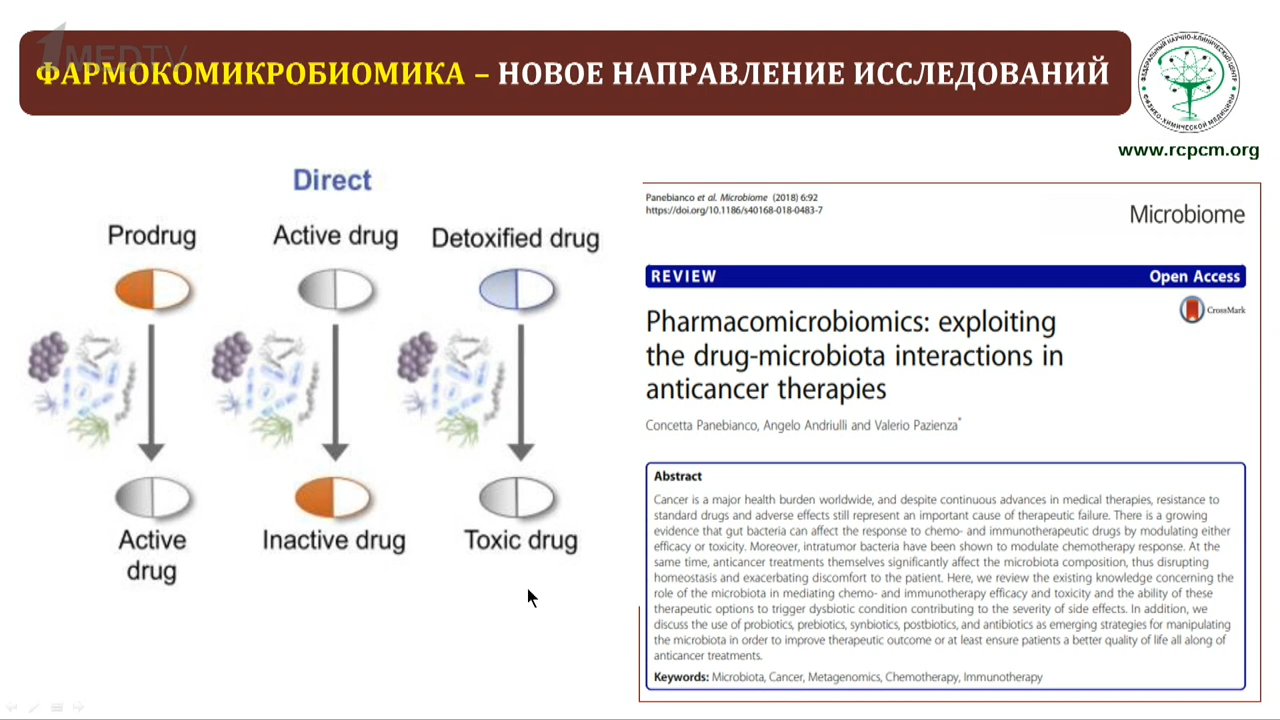 1MEDTV
ФАРМОКОМИКРОБИОМИКА – НОВОЕ НАПРАВЛЕНИЕ ИССЛЕДОВАНИЙ
ФЕДЕРАЛЬНЫЙ НАУЧНО-КЛИНИЧЕСКИЙ ЦЕНТР
ФИЗИКО-ХИМИЧЕСКОЙ МЕДИЦИНЫ
www.rcpcm.org
Direct
Prodrug
Active drug
Detoxified drug
Active
drug
Inactive drug
Toxic drug
Panebianco et al. Microbiome (2018) 6:92
https://doi.org/10.1186/s40168-018-0483-7
Microbiome
REVIEW
Open Access
CrossMark
Pharmacomicrobiomics: exploiting
the drug-microbiota interactions in
anticancer therapies
Concetta Panebianco, Angelo Andriulli and Valerio Pazienza*
Abstract
Cancer is a major health burden worldwide, and despite continuous advances in medical therapies, resistance to
standard drugs and adverse effects still represent an important cause of therapeutic failure. There is a growing
evidence that gut bacteria can affect the response to chemo- and immunotherapeutic drugs by modulating either
efficacy or toxicity. Moreover, intratumor bacteria have been shown to modulate chemotherapy response. At the
same time, anticancer treatments themselves significantly affect the microbiota composition, thus disrupting
homeostasis and exacerbating discomfort to the patient. Here, we review the existing knowledge concerning the
role of the microbiota in mediating chemo- and immunotherapy efficacy and toxicity and the ability of these
therapeutic options to trigger dysbiotic condition contributing to the severity of side effects. In addition, we
discuss the use of probiotics, prebiotics, synbiotics, postbiotics, and antibiotics as emerging strategies for manipulating
the microbiota in order to improve therapeutic outcome or at least ensure patients a better quality of life all along of
anticancer treatments.
Keywords: Microbiota, Cancer, Metagenomics, Chemotherapy, Immunotherapy